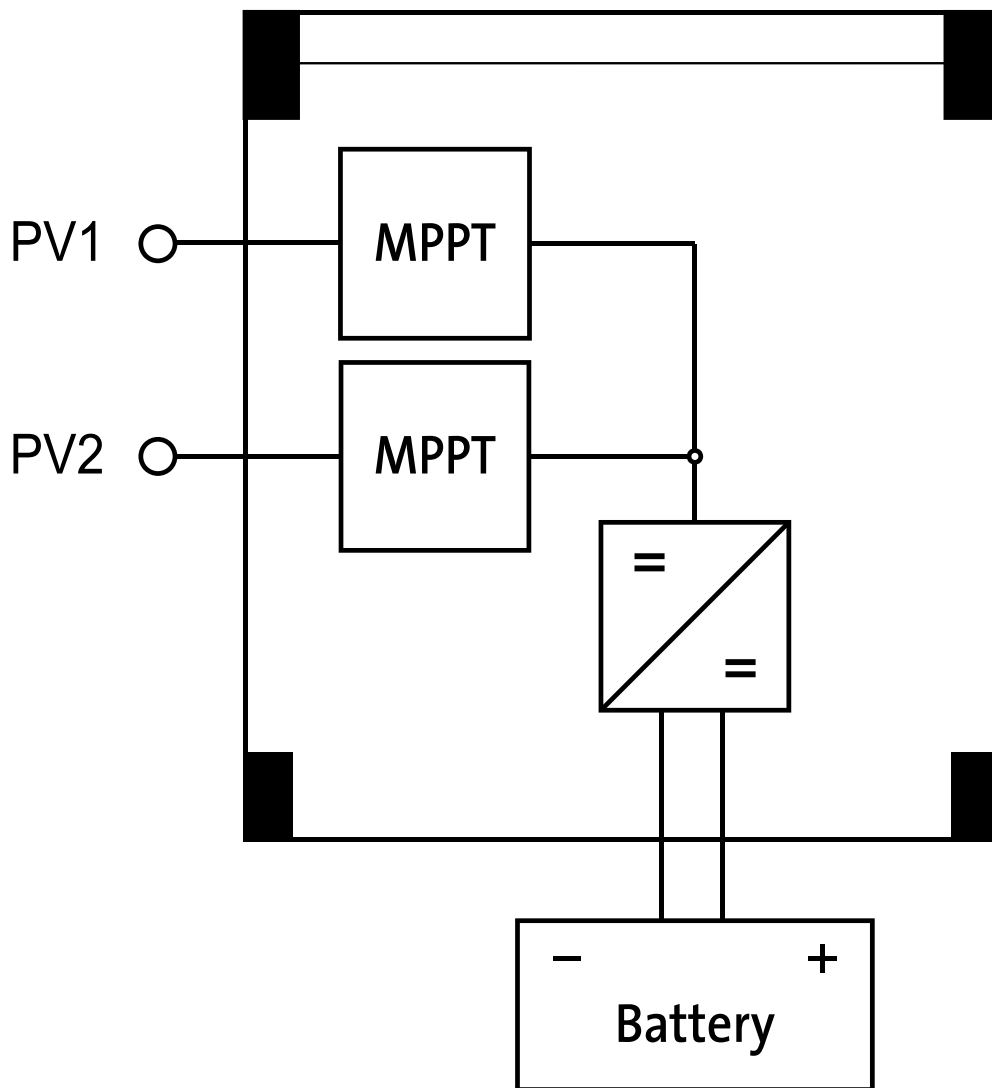 PV1
MPPT
PV2
MPPT
=
=
− +
Battery